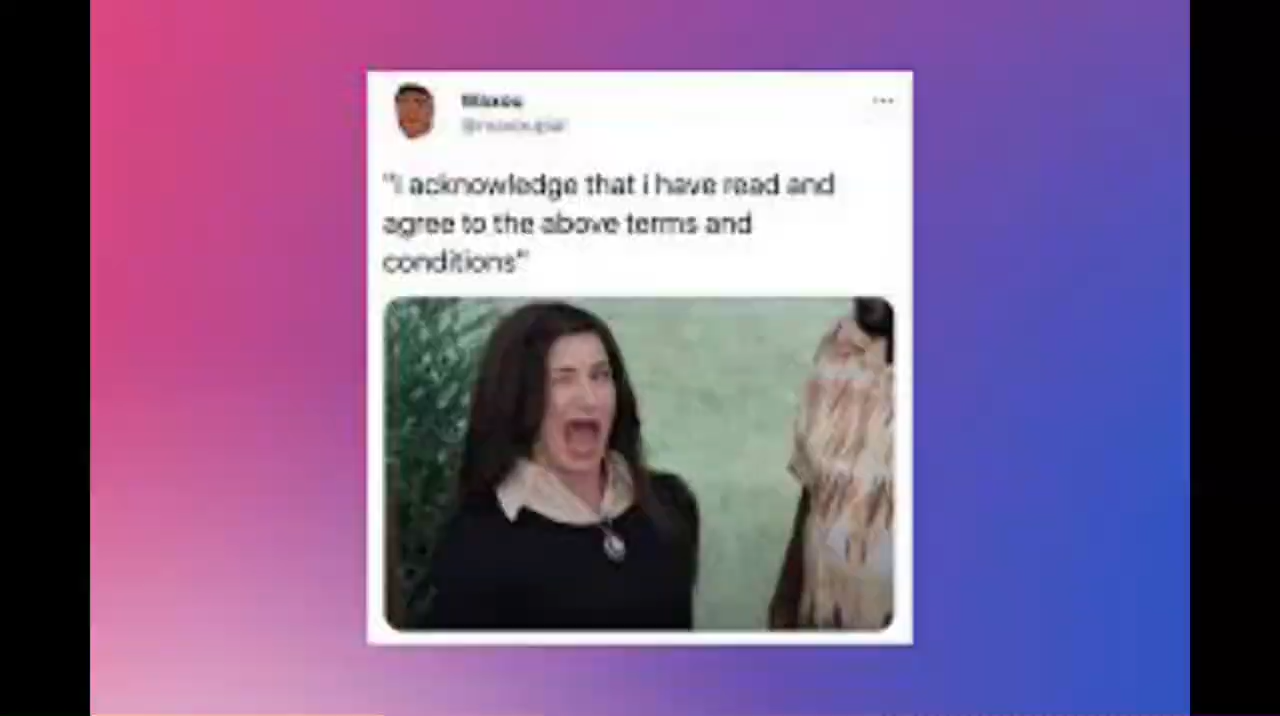 "i acknowledge that i have read and
agree to the above terms and
conditions"